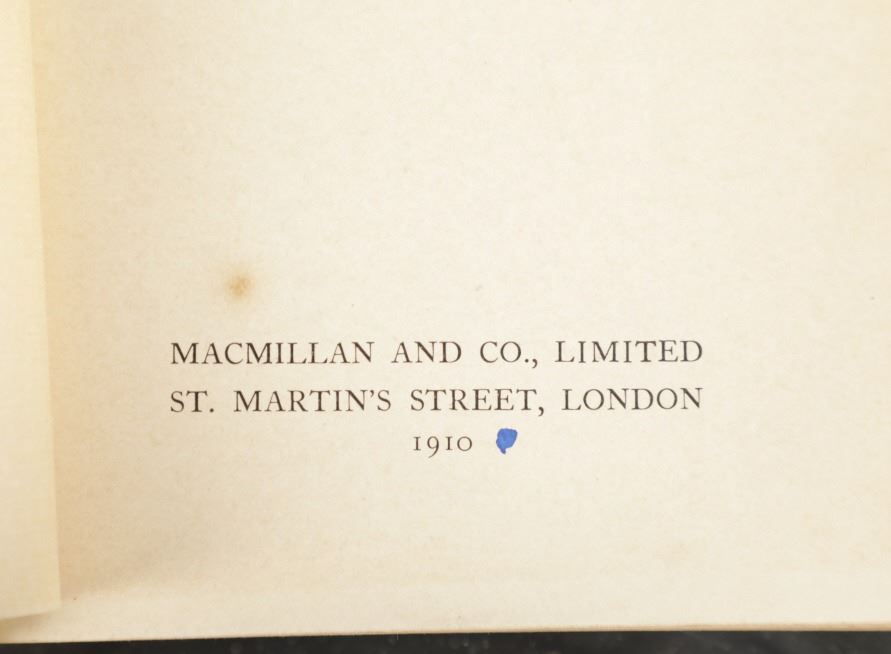 MACMILLAN AND CO., LIMITED
ST. MARTIN'S STREET, LONDON
1910